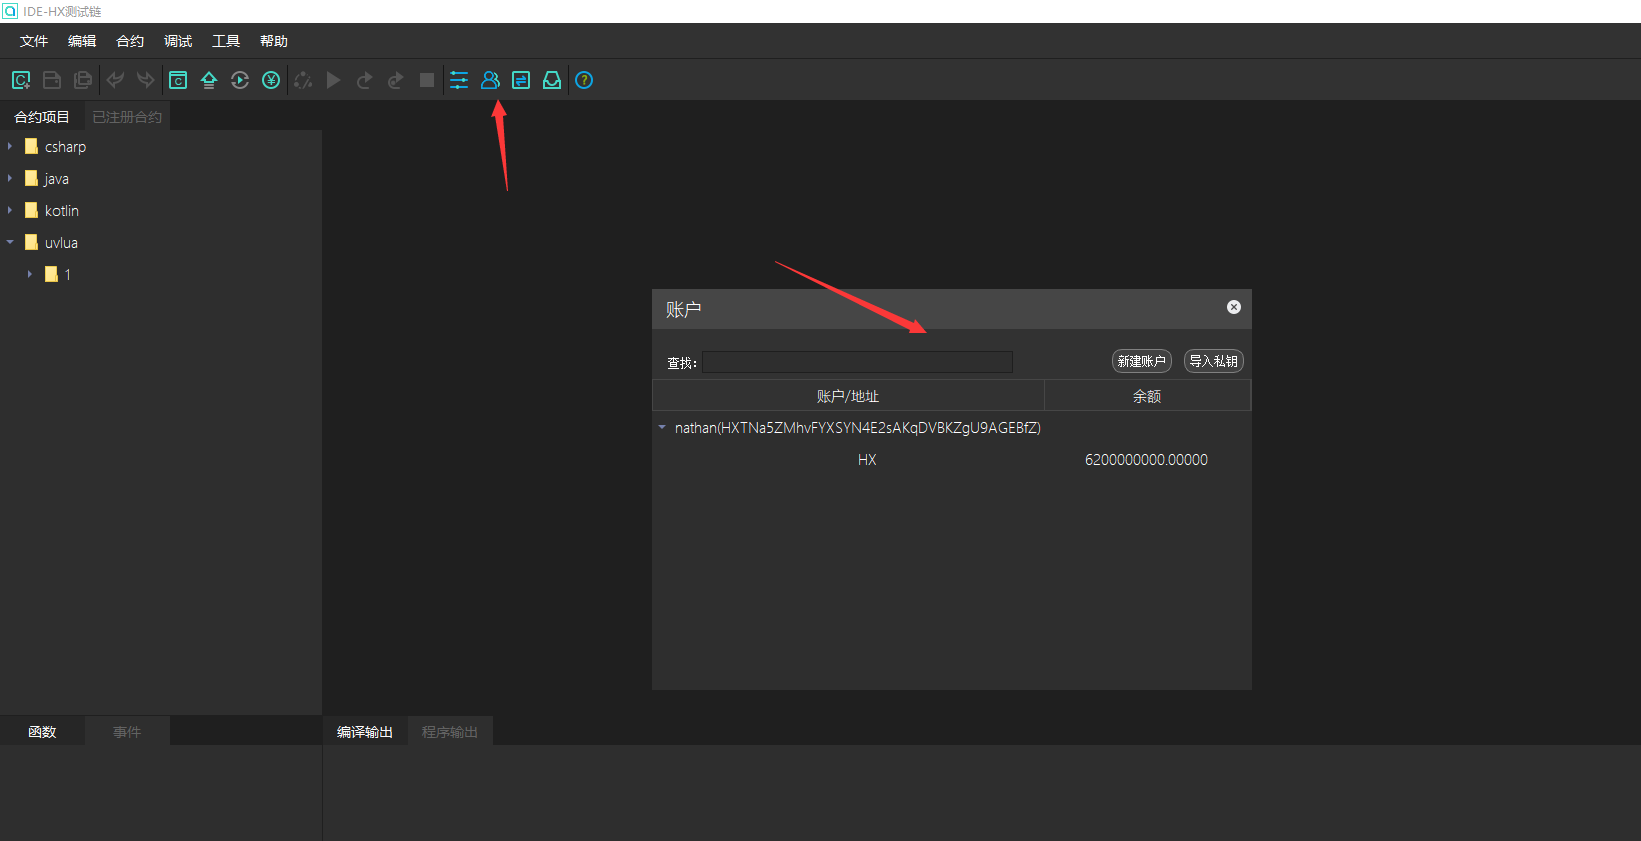 IDE-HX测试链
文件 编辑 合约 调试 工具 帮助
合约项目 已注册合约
csharp
java
kotlin
uvlua
1
账户
查找:
新建账户 导入私钥
账户/地址 余额
nathan(HXTNa5ZMhvFYXSYN4E2sAKqDVBKZgU9AGEBfZ)
HX 6200000000.00000
函数 事件
编译输出 程序输出